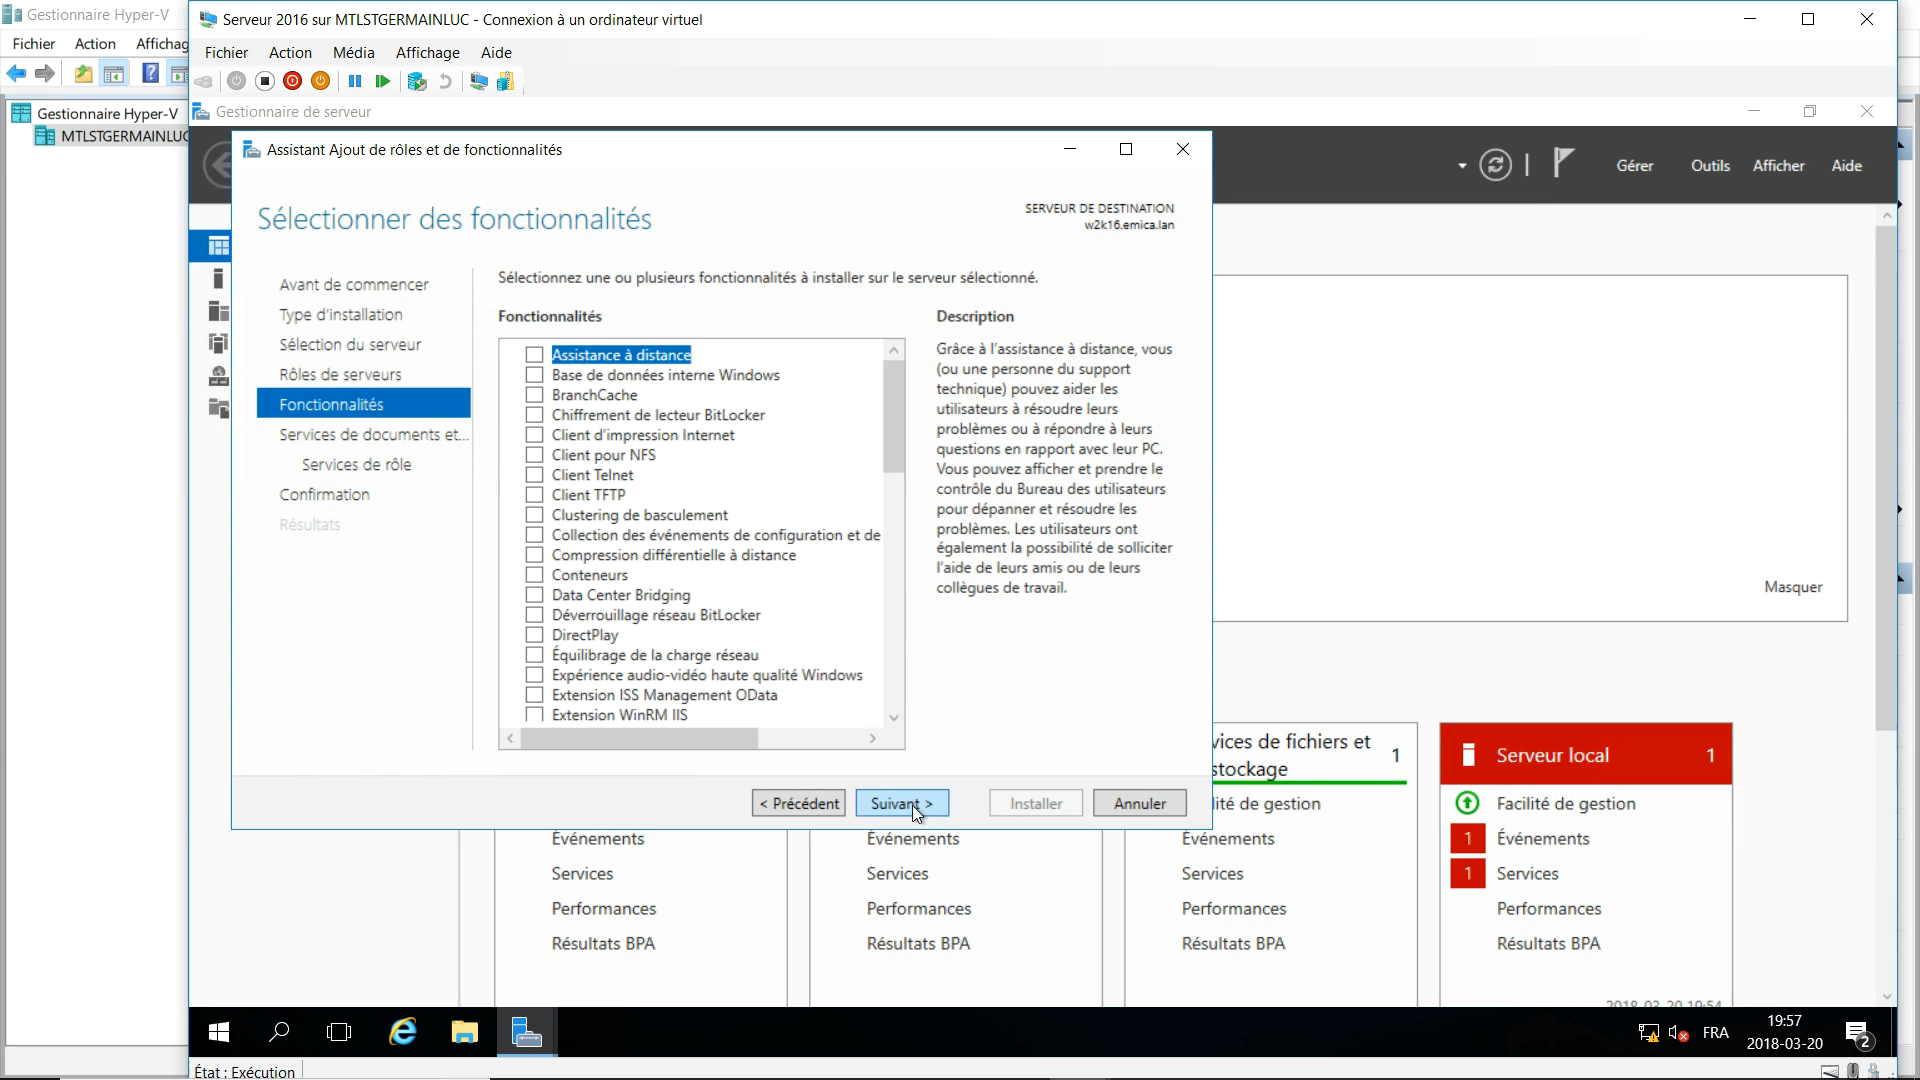 Gestionnaire Hyper-V
Fichier Action Affichag
Gestionnaire Hyper-V
MTLSTGERMAINLUC
Serveur 2016 sur MTLSTGERMAINLUC - Connexion à un ordinateur virtuel
Fichier Action Média Affichage Aide
Gestionnaire de serveur
Gérer Outils Afficher Aide
Assistant Ajout de rôles et de fonctionnalités
Sélectionner des fonctionnalités
SERVEUR DE DESTINATION
w2k16.emica.lan
Avant de commencer
Type d'installation
Sélection du serveur
Rôles de serveurs
Fonctionnalités
Services de documents et...
Services de rôle
Confirmation
Résultats
Sélectionnez une ou plusieurs fonctionnalités à installer sur le serveur sélectionné.
Fonctionnalités
Assistance à distance
Base de données interne Windows
BranchCache
Chiffrement de lecteur BitLocker
Client d'impression Internet
Client pour NFS
Client Telnet
Client TFTP
Clustering de basculement
Collection des événements de configuration et de
Compression différentielle à distance
Conteneurs
Data Center Bridging
Déverrouillage réseau BitLocker
DirectPlay
Équilibrage de la charge réseau
Expérience audio-vidéo haute qualité Windows
Extension ISS Management OData
Extension WinRM IIS
Description
Grâce à l'assistance à distance, vous
(ou une personne du support
technique) pouvez aider les
utilisateurs à résoudre leurs
problèmes ou à répondre à leurs
questions en rapport avec leur PC.
Vous pouvez afficher et prendre le
contrôle du Bureau des utilisateurs
pour dépanner et résoudre les
problèmes. Les utilisateurs ont
également la possibilité de solliciter
l'aide de leurs amis ou de leurs
collègues de travail.
< Précédent Suivant > Installer Annuler
Masquer
Événements
Services
Performances
Résultats BPA
Événements
Services
Performances
Résultats BPA
vices de fichiers et 1
stockage
lité de gestion
Événements
Services
Performances
Résultats BPA
Serveur local 1
Facilité de gestion
1 Événements
1 Services
Performances
Résultats BPA
2018-03-20 19:54
FRA
19:57
2018-03-20
2
État : Exécution